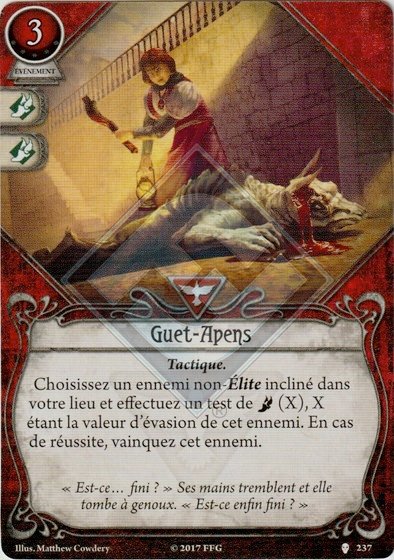 3
ÉVÉNEMENT
Guet-Apens
Tactique.
Choisissez un ennemi non-Élite incliné dans
votre lieu et effectuez un test de (X), X
étant la valeur d'évasion de cet ennemi. En cas
de réussite, vainquez cet ennemi.
« Est-ce… fini ? » Ses mains tremblent et elle
tombe à genoux. « Est-ce enfin fini ? »
Illus. Matthew Cowdery © 2017 FFG 237